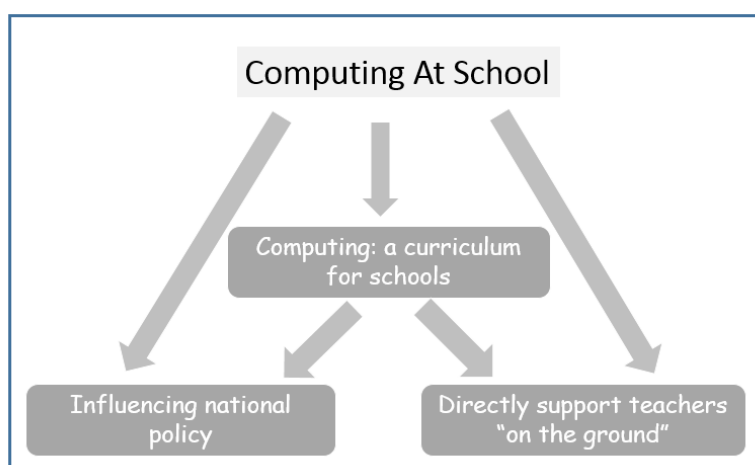 Computing At School
Computing: a curriculum
for schools
Influencing national
policy
Directly support teachers
“on the ground”